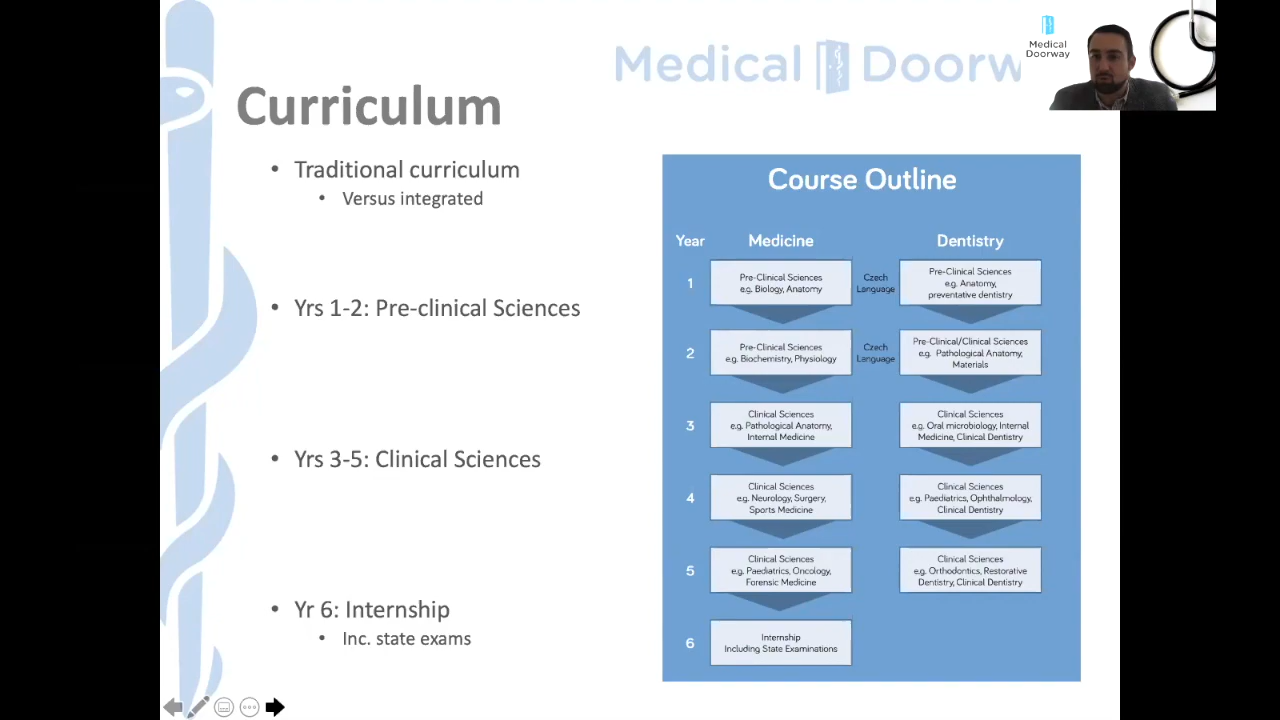 Medical Doorw
Medical
Doorway
Curriculum
• Traditional curriculum
• Versus integrated
• Yrs 1-2: Pre-clinical Sciences
• Yrs 3-5: Clinical Sciences
• Yr 6: Internship
• Inc. state exams
Course Outline
Year Medicine Dentistry
1
Pre-Clinical Sciences
e.g. Biology, Anatomy
Czech
Language
Pre-Clinical Sciences
e.g. Anatomy,
preventative dentistry
2
Pre-Clinical Sciences
e.g. Biochemistry, Physiology
Czech
Language
Pre-Clinical/Clinical Sciences
e.g. Pathological Anatomy,
Materials
3
Clinical Sciences
e.g. Pathological Anatomy,
Internal Medicine
Clinical Sciences
e.g. Oral microbiology, Internal
Medicine, Clinical Dentistry
4
Clinical Sciences
e.g. Neurology, Surgery,
Sports Medicine
Clinical Sciences
e.g. Paediatrics, Ophthalmology,
Clinical Dentistry
5
Clinical Sciences
e.g. Paediatrics, Oncology,
Forensic Medicine
Clinical Sciences
e.g. Orthodontics, Restorative
Dentistry, Clinical Dentistry
6
Internship
Including State Examinations